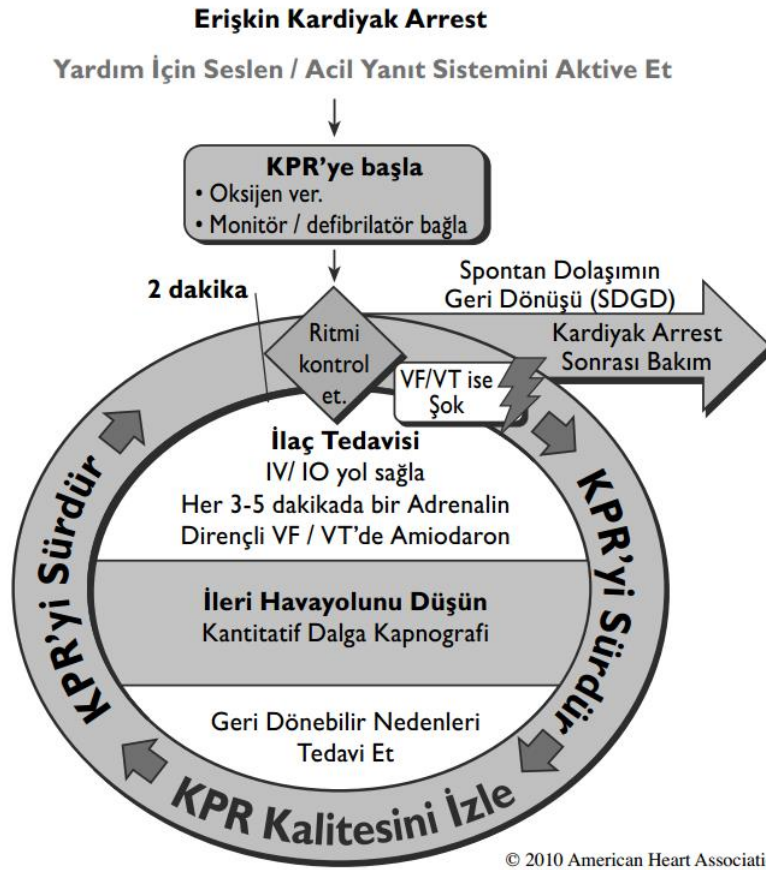 Erişkin Kardiyak Arrest
Yardım İçin Seslen / Acil Yanıt Sistemini Aktive Et
KPR’ye başla
• Oksijen ver.
• Monitör / defibrilatör bağla
2 dakika
Spontan Dolaşımın
Geri Dönüşü (SDGD)
Ritmi
kontrol
et.
Kardiyak Arrest
Sonrası Bakım
VF/VT ise
Şok
İlaç Tedavisi
IV/ IO yol sağla
Her 3-5 dakikada bir Adrenalin
Dirençli VF / VT’de Amiodaron
KPR’yi Sürdür
KPR’yi Sürdür
İleri Havayolunu Düşün
Kantitatif Dalga Kapnografi
Geri Dönebilir Nedenleri
Tedavi Et
KPR Kalitesini İzle
© 2010 American Heart Associati